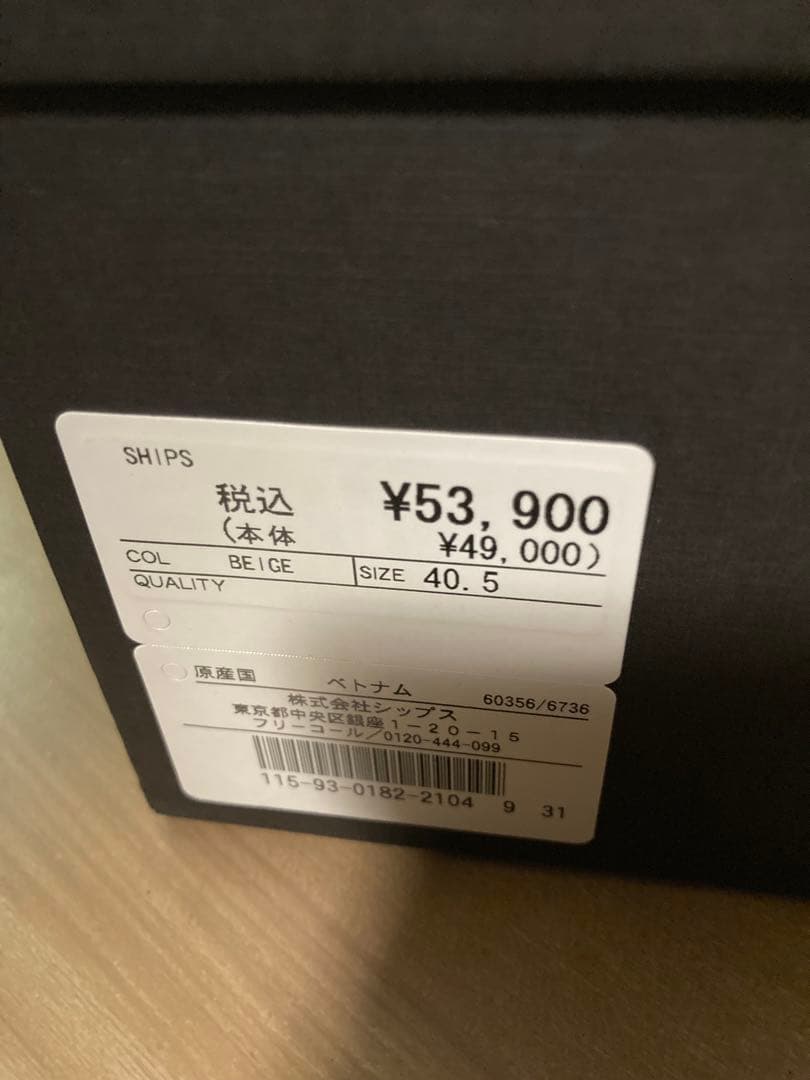 SHIPS
税込 ¥53,900
(本体 ¥49,000)
COL BEIGE SIZE 40.5
QUALITY
原産国 ベトナム 60356/6736
株式会社シップス
東京都中央区銀座1-20-15
フリーコール/0120-444-099
115-93-0182-2104 9 31